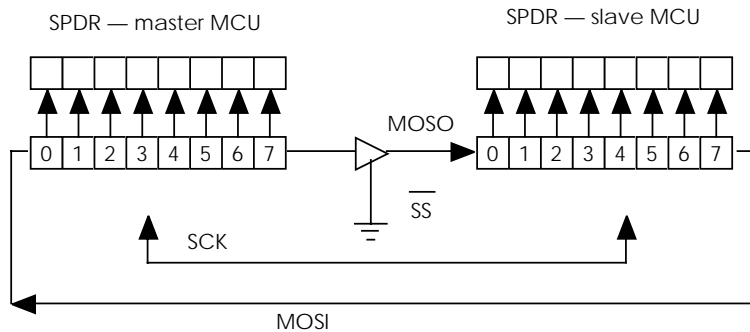 SPDR — master MCU
SPDR — slave MCU
MOSO
0 1 2 3 4 5 6 7
0 1 2 3 4 5 6 7
SS
SCK
MOSI